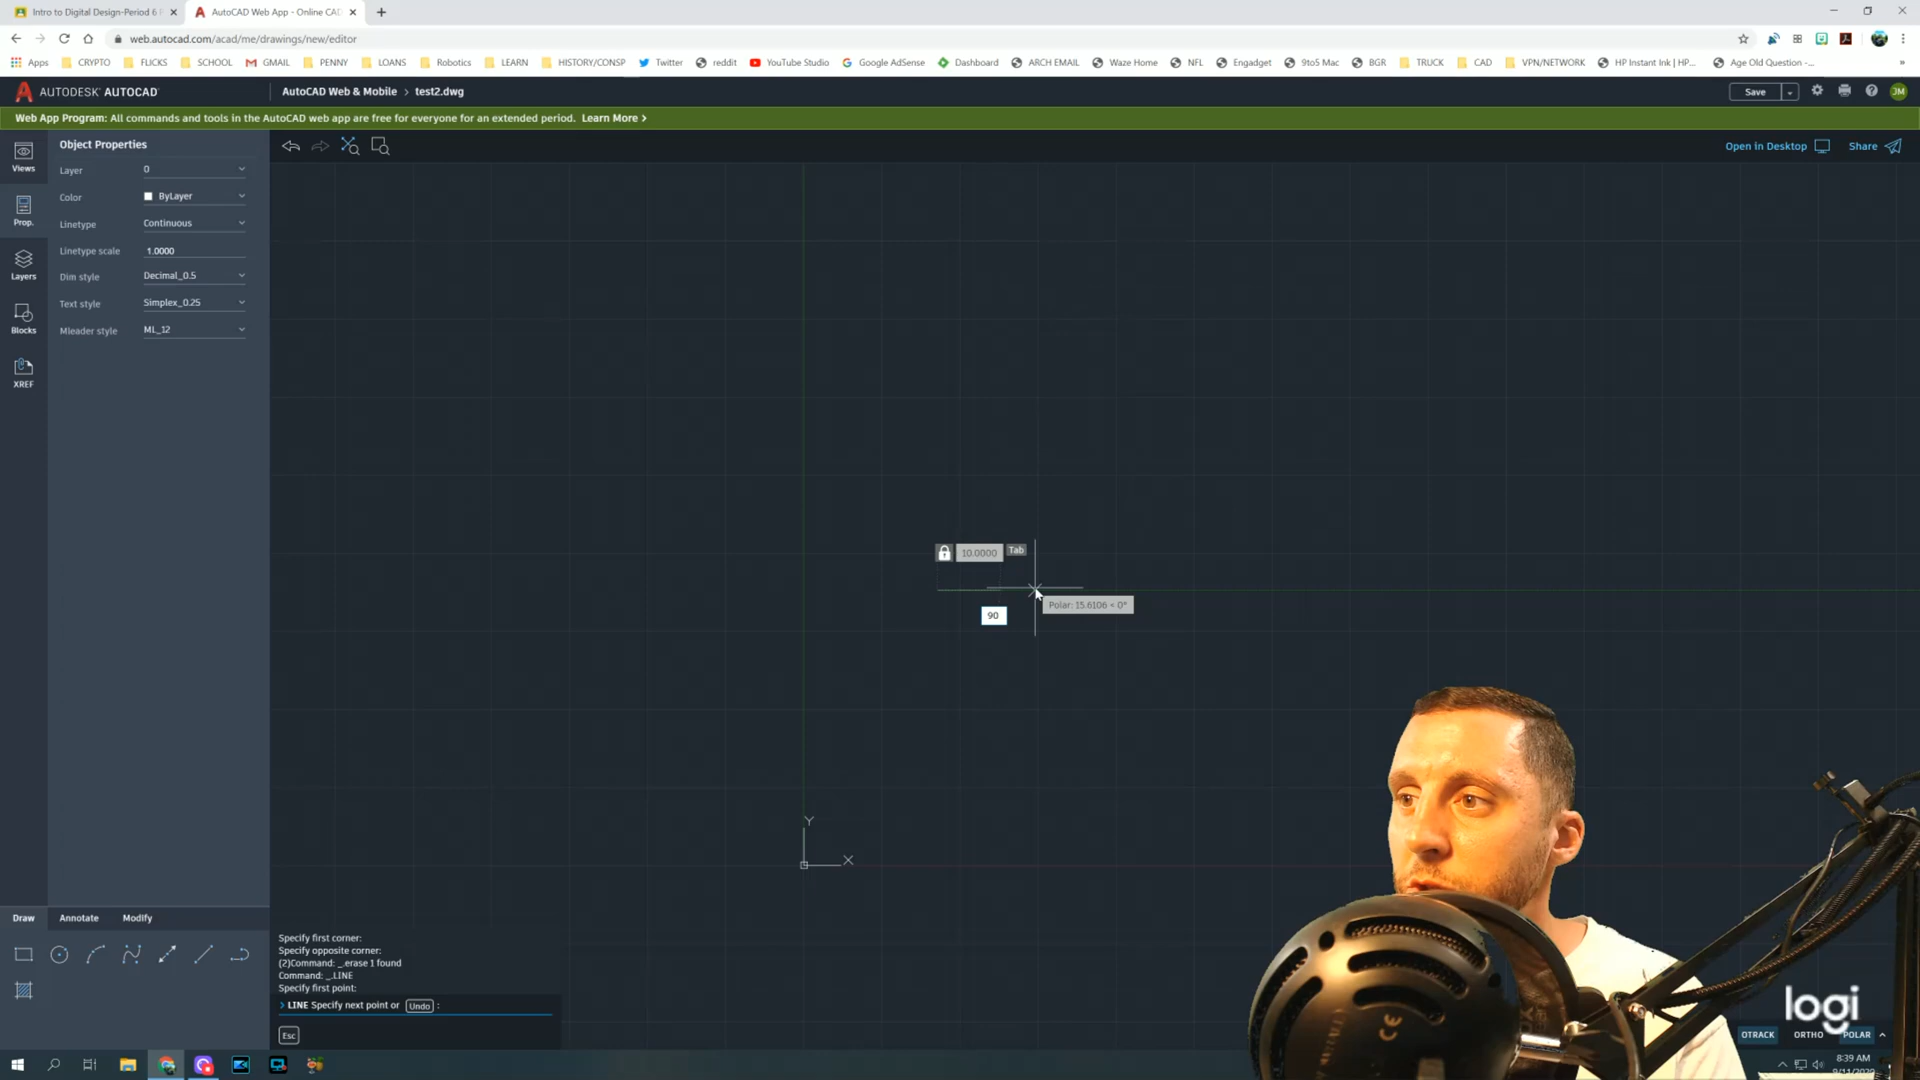 Intro to Digital Design-Period 6
AutoCAD Web App - Online CAD
web.autocad.com/acad/me/drawings/new/editor
Apps CRYPTO FLICKS SCHOOL GMAIL PENNY LOANS Robotics LEARN HISTORY/CONSP Twitter reddit YouTube Studio Google AdSense Dashboard ARCH EMAIL Waze Home NFL Engadget 9to5 Mac BGR TRUCK CAD VPN/NETWORK HP Instant Ink | HP... Age Old Question -...
AUTODESK® AUTOCAD®
AutoCAD Web & Mobile > test2.dwg
Save
JM
Web App Program: All commands and tools in the AutoCAD web app are free for everyone for an extended period. Learn More >
Views
Prop.
Layers
Blocks
XREF
Object Properties
Layer 0
Color ByLayer
Linetype Continuous
Linetype scale 1.0000
Dim style Decimal_0.5
Text style Simplex_0.25
Mleader style ML_12
Open in Desktop
Share
10.0000 Tab
Polar: 15.6106 < 0°
90
Y
X
Draw Annotate Modify
Specify first corner:
Specify opposite corner:
(2)Command: _.erase 1 found
Command: _.LINE
Specify first point:
> LINE Specify next point or Undo :
Esc
CE
logi
OTRACK ORTHO POLAR
8:39 AM